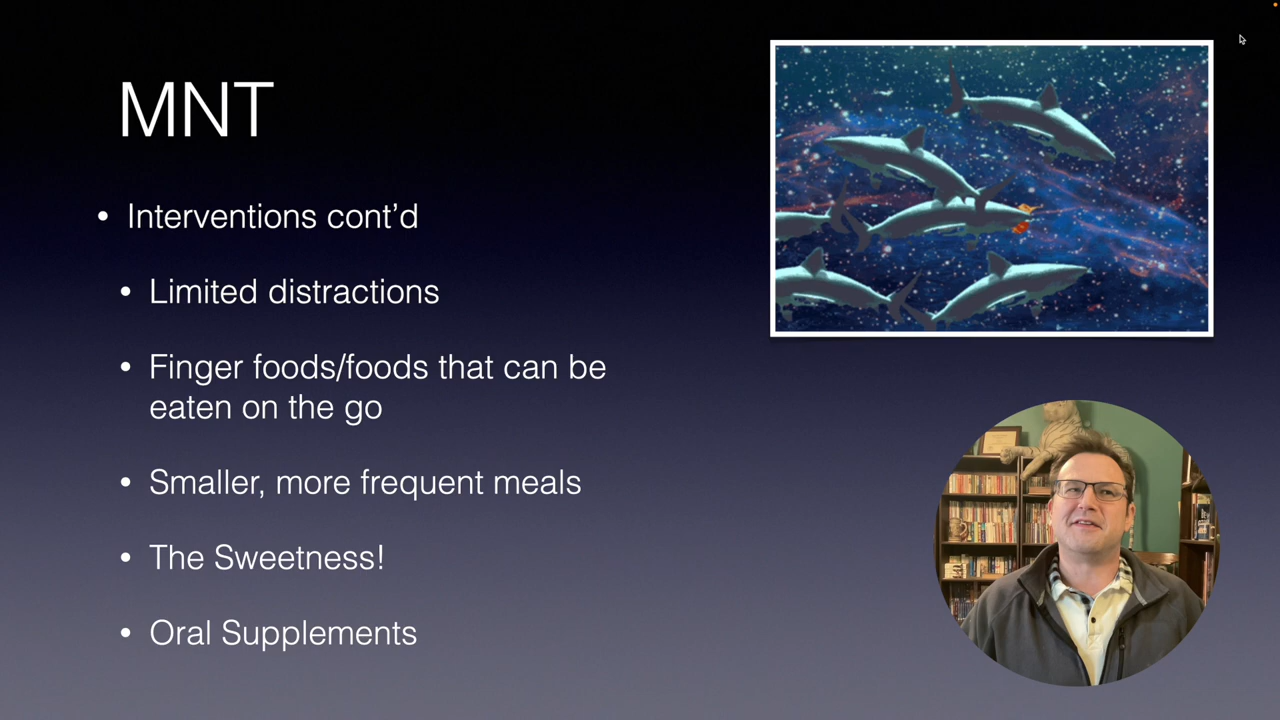 MNT
• Interventions cont’d
• Limited distractions
• Finger foods/foods that can be
eaten on the go
• Smaller, more frequent meals
• The Sweetness!
• Oral Supplements